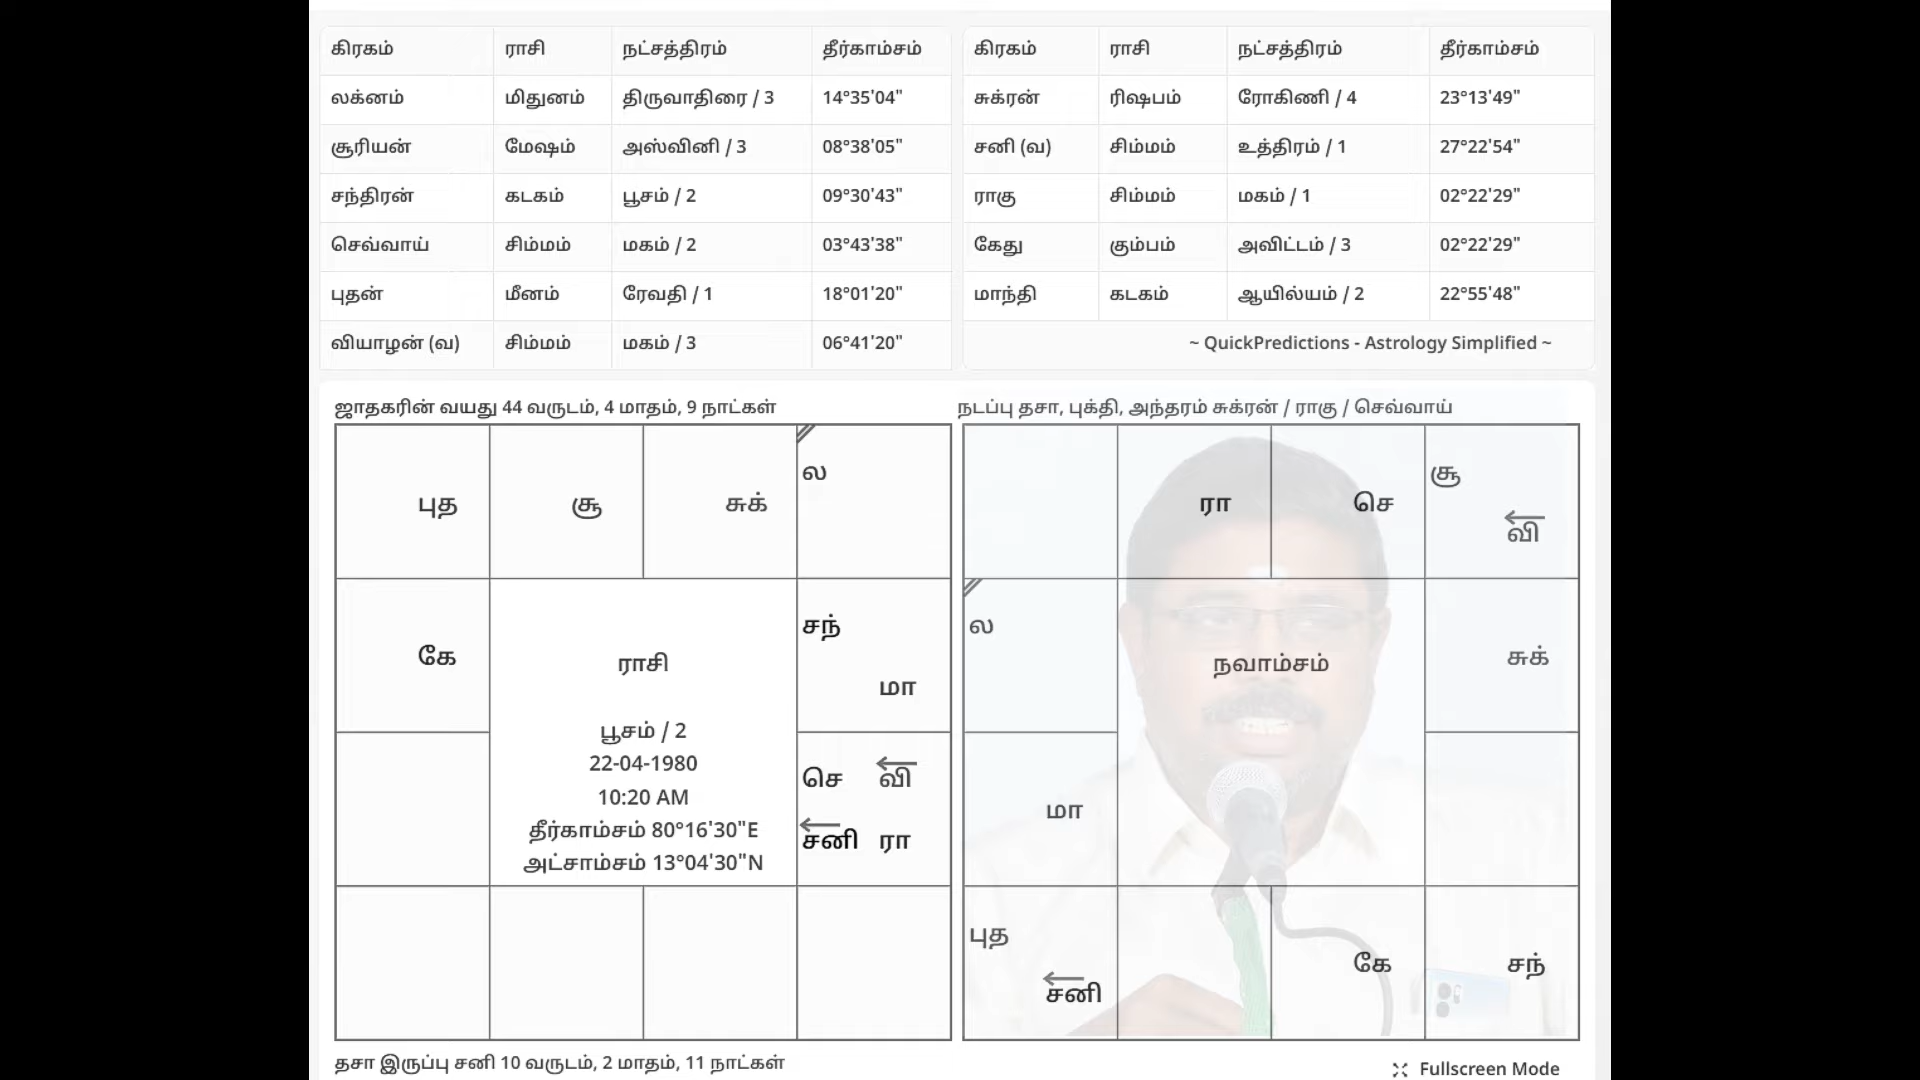 கிரகம் ராசி நட்சத்திரம் தீர்காம்சம்
லக்னம் மிதுனம் திருவாதிரை / 3 14°35'04"
சூரியன் மேஷம் அஸ்வினி / 3 08°38'05"
சந்திரன் கடகம் பூசம் / 2 09°30'43"
செவ்வாய் சிம்மம் மகம் / 2 03°43'38"
புதன் மீனம் ரேவதி / 1 18°01'20"
வியாழன் (வ) சிம்மம் மகம் / 3 06°41'20"
கிரகம் ராசி நட்சத்திரம் தீர்காம்சம்
சுக்ரன் ரிஷபம் ரோகிணி / 4 23°13'49"
சனி (வ) சிம்மம் உத்திரம் / 1 27°22'54"
ராகு சிம்மம் மகம் / 1 02°22'29"
கேது கும்பம் அவிட்டம் / 3 02°22'29"
மாந்தி கடகம் ஆயில்யம் / 2 22°55'48"
~ QuickPredictions - Astrology Simplified ~
ஜாதகரின் வயது 44 வருடம், 4 மாதம், 9 நாட்கள்
ல
புத சூ சுக்
சந்
கே
மா
ராசி
பூசம் / 2
22-04-1980
10:20 AM
தீர்காம்சம் 80°16'30"E
அட்சாம்சம் 13°04'30"N
செ வி
சனி ரா
தசா இருப்பு சனி 10 வருடம், 2 மாதம், 11 நாட்கள்
நடப்பு தசா, புக்தி, அந்தரம் சுக்ரன் / ராகு / செவ்வாய்
சூ
ரா செ வி
ல
சுக்
நவாம்சம்
மா
புத
கே சந்
சனி
Fullscreen Mode